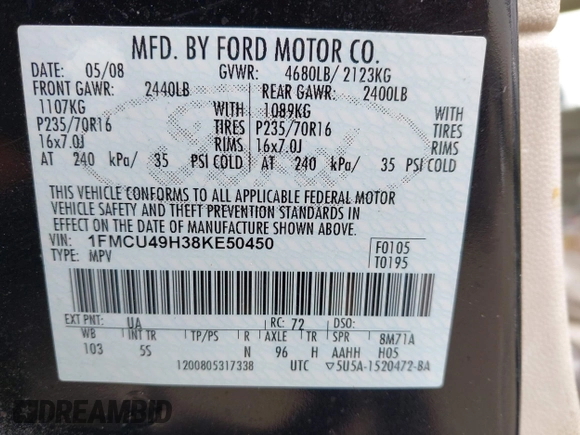 MFD. BY FORD MOTOR CO.
DATE: 05/08 GVWR: 4680LB/ 2123KG
FRONT GAWR: 2440LB REAR GAWR: 2400LB
1107KG WITH 1089KG WITH
P235/70R16 TIRES P235/70R16 TIRES
16x7.0J RIMS 16x7.0J RIMS
AT 240 kPa/ 35 PSI COLD AT 240 kPa/ 35 PSI COLD
THIS VEHICLE CONFORMS TO ALL APPLICABLE FEDERAL MOTOR
VEHICLE SAFETY AND THEFT PREVENTION STANDARDS IN
EFFECT ON THE DATE OF MANUFACTURE SHOWN ABOVE.
VIN: 1FMCU49H38KE50450 F0105
TYPE: MPV T0195
EXT PNT: UA RC: 72 DSO:
WB INT TR TP/PS R AXLE TR SPR 8M71A
103 5S N 96 H AAHH H05
1200805317338 UTC ▽5U5A-1520472-BA
DREAMBID